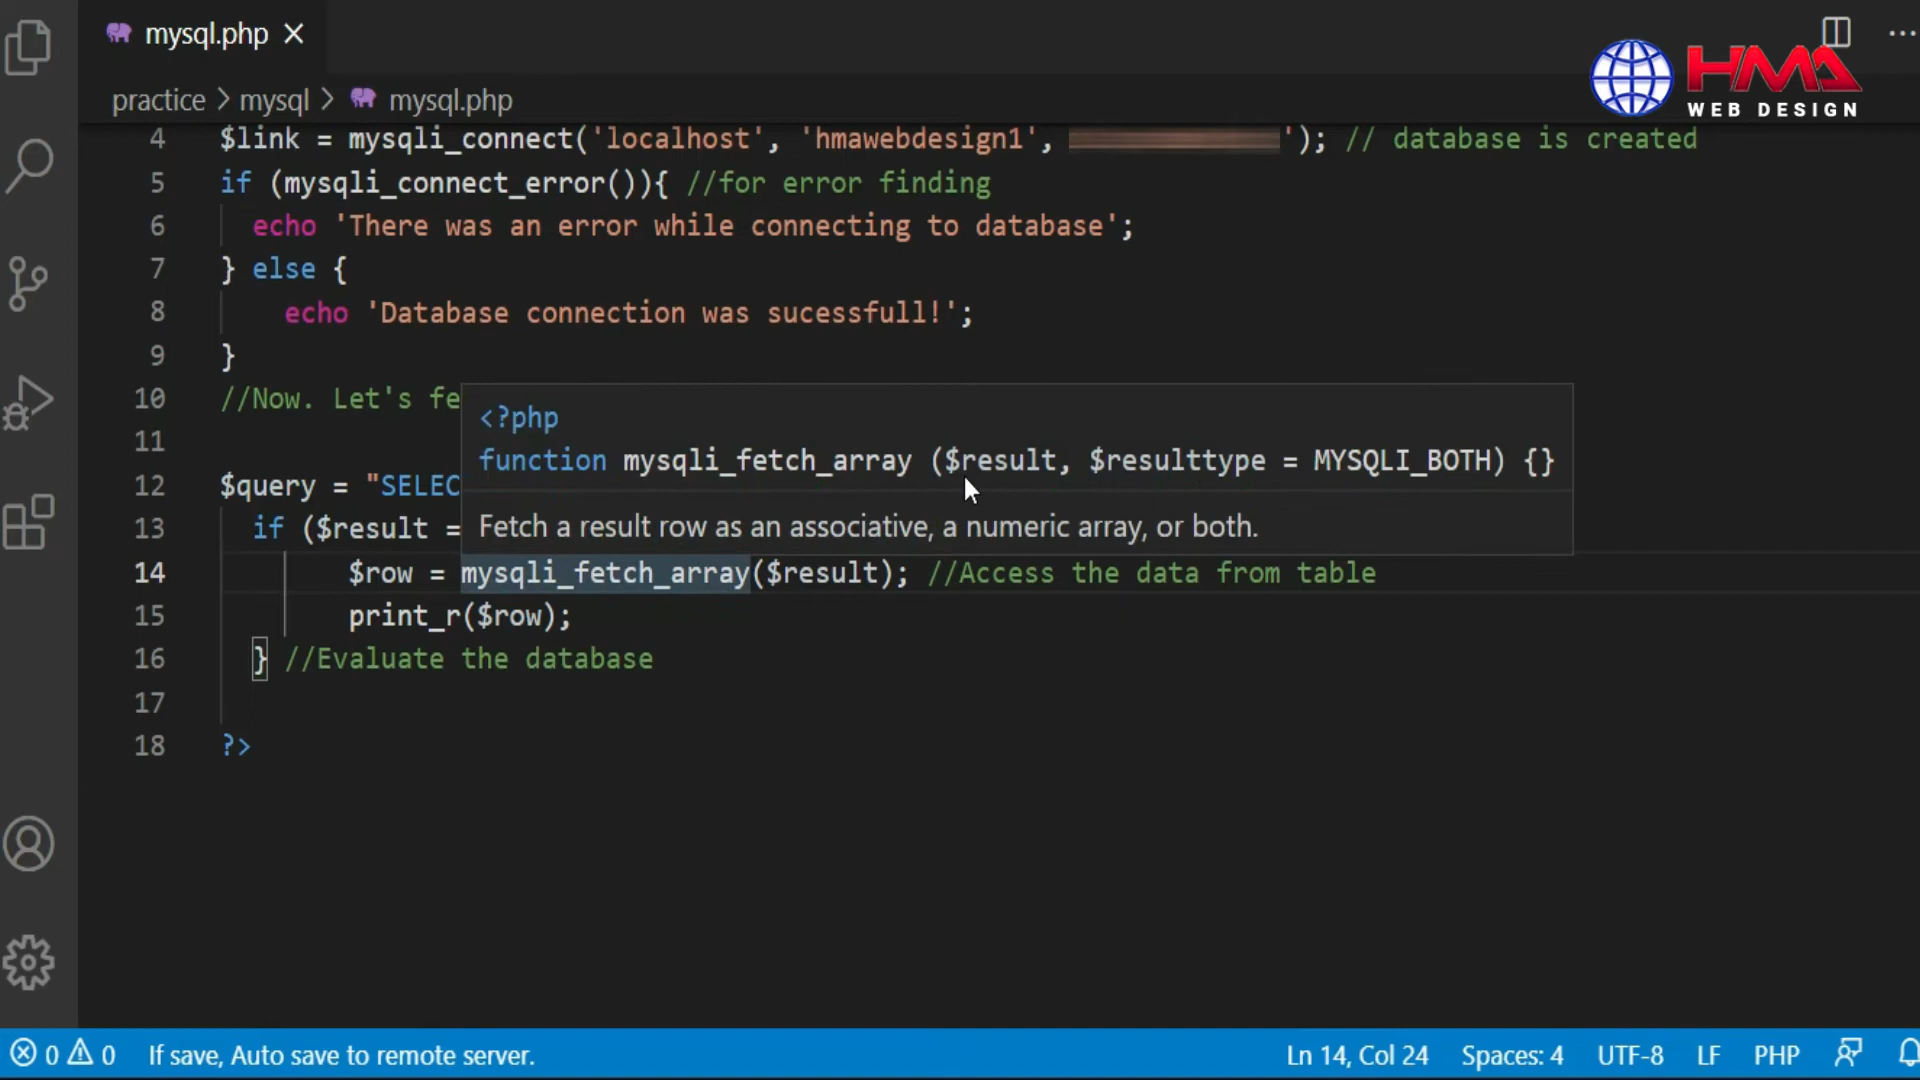 mysql.php
HMA
WEB DESIGN
practice > mysql > mysql.php
4 $link = mysqli_connect('localhost', 'hmawebdesign1', '); // database is created
5 if (mysqli_connect_error()){ //for error finding
6 echo 'There was an error while connecting to database';
7 } else {
8 echo 'Database connection was sucessfull!';
9 }
10 //Now. Let's fe
<?php
11
function mysqli_fetch_array ($result, $resulttype = MYSQLI_BOTH) {}
12 $query = "SELEC
13 if ($result =
Fetch a result row as an associative, a numeric array, or both.
14 $row = mysqli_fetch_array($result); //Access the data from table
15 print_r($row);
16 } //Evaluate the database
17
18 ?>
0 0 If save, Auto save to remote server. Ln 14, Col 24 Spaces: 4 UTF-8 LF PHP